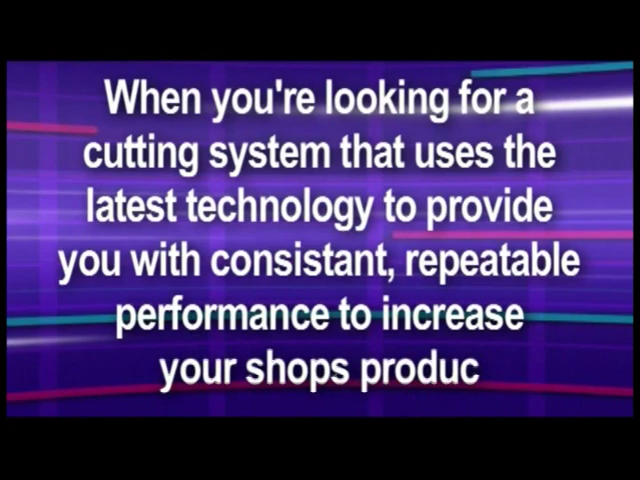 When you're looking for a
cutting system that uses the
latest technology to provide
you with consistant, repeatable
performance to increase
your shops produc